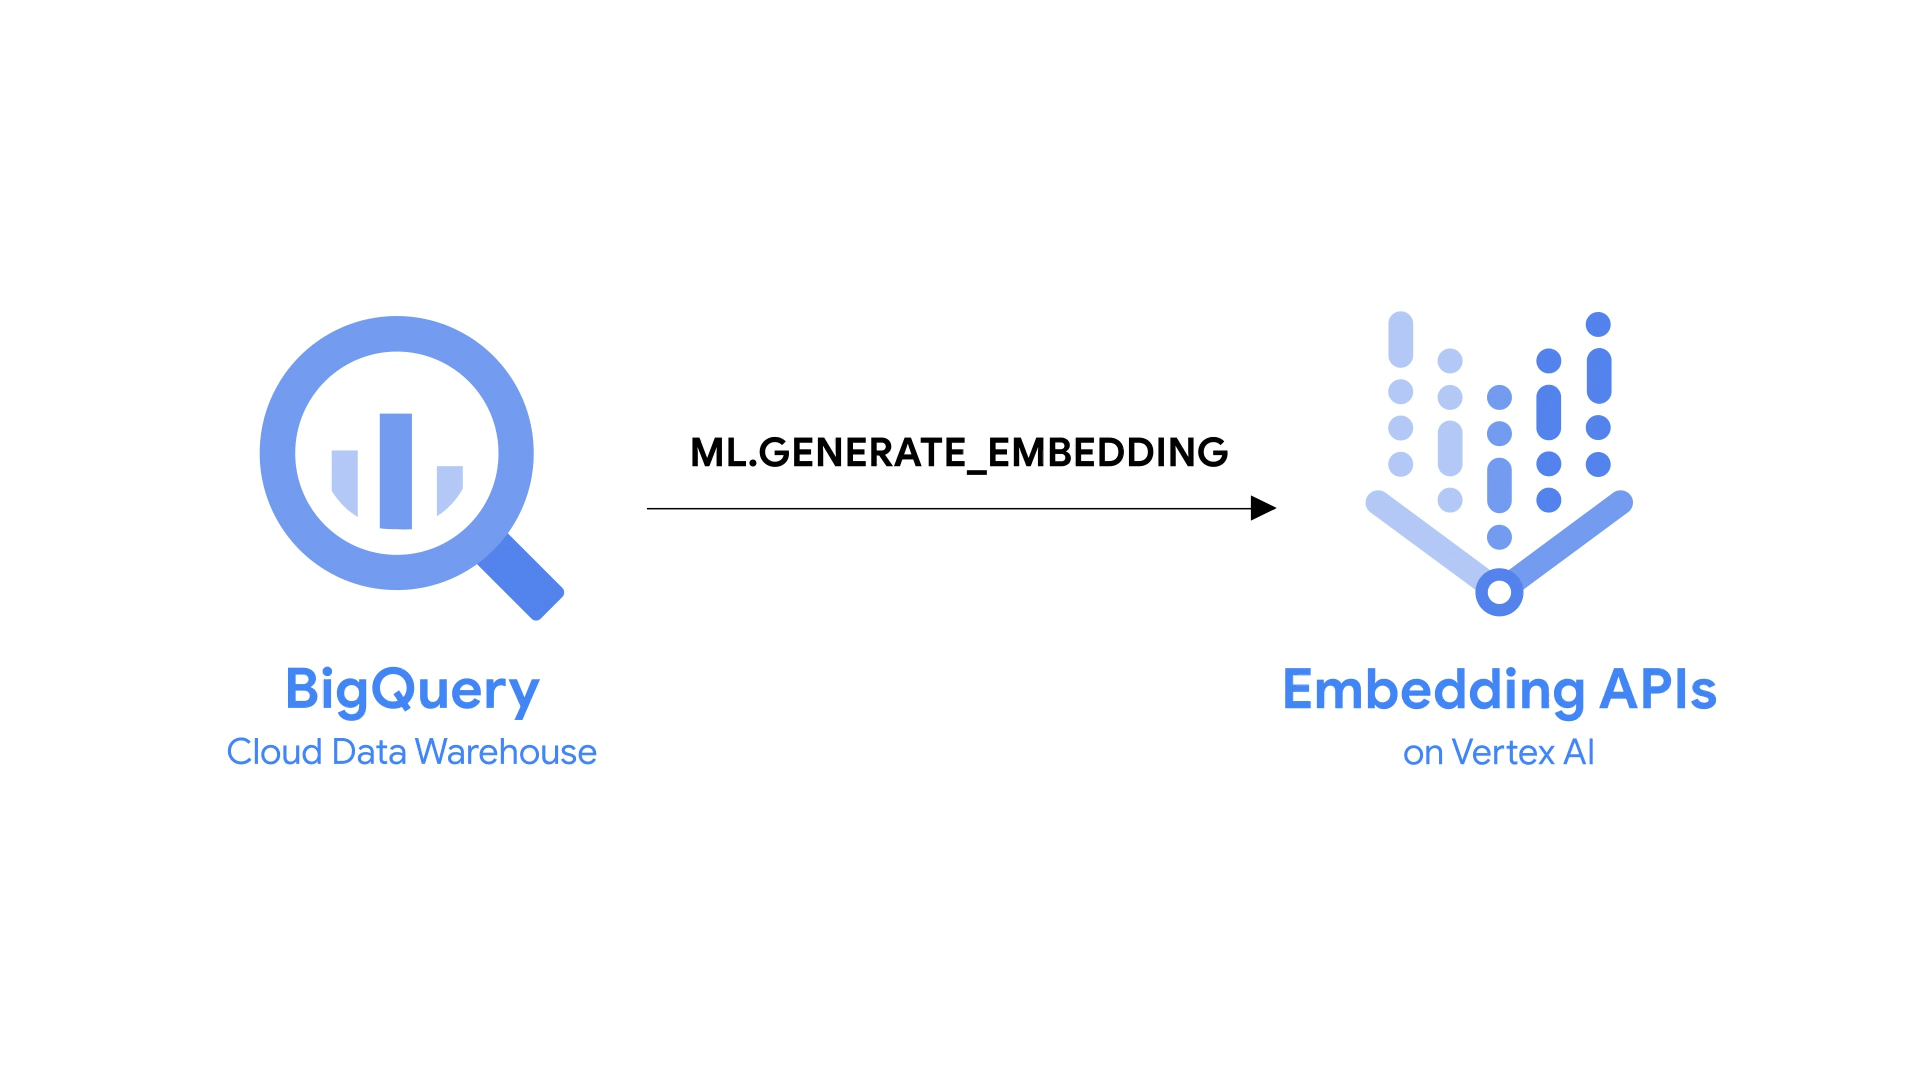 ML.GENERATE_EMBEDDING
BigQuery
Cloud Data Warehouse
Embedding APIs
on Vertex AI